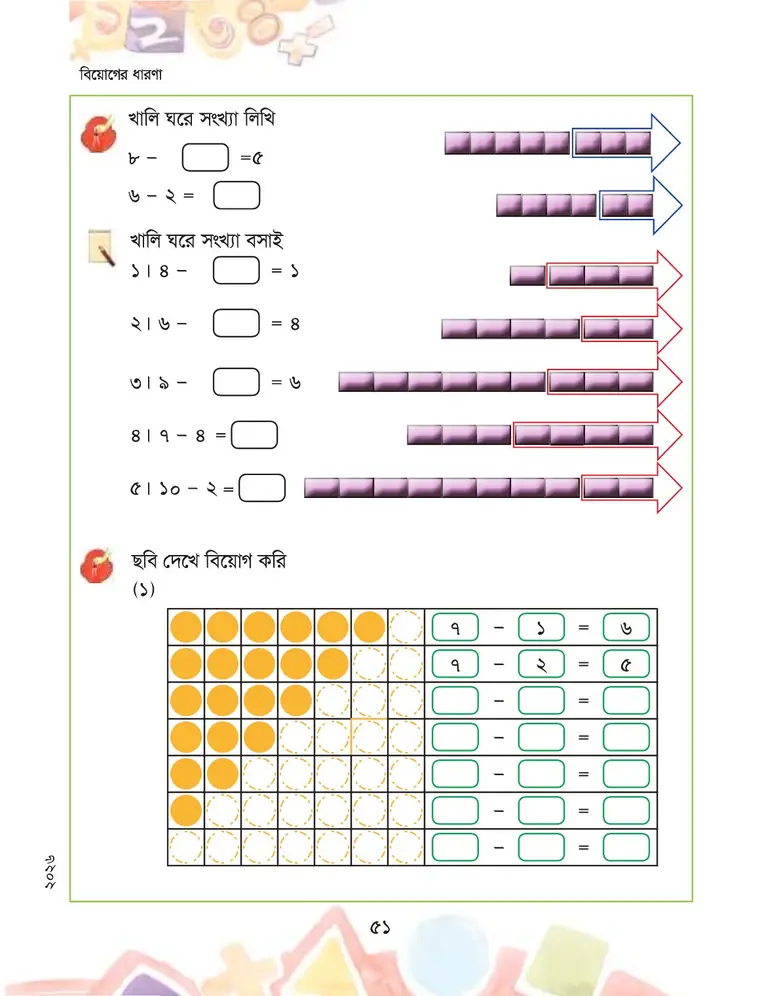 বিয়োগের ধারণা
খালি ঘরে সংখ্যা লিখি
৮ – =৫
৬ – ২ =
খালি ঘরে সংখ্যা বসাই
১। ৪ – = ১
২। ৬ – = ৪
৩। ৯ – = ৬
৪। ৭ – ৪ =
৫। ১০ – ২ =
ছবি দেখে বিয়োগ করি
(১)
৭ – ১ = ৬
৭ – ২ = ৫
– =
– =
– =
– =
– =
২০২৬
৫১